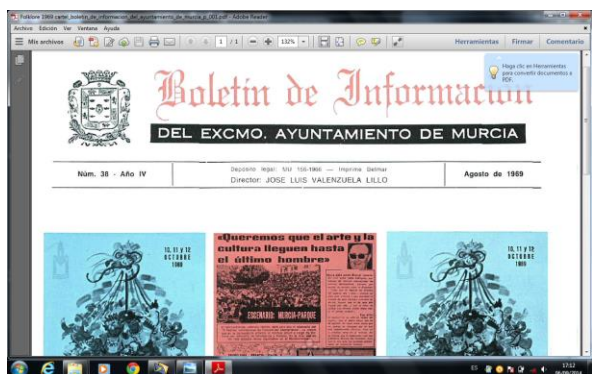 Folklore 1969 cartel_boletin_de_informacion_del_ayuntamiento_de_murcia_p_001.pdf - Adobe Reader
Archivo Edición Ver Ventana Ayuda
Mis archivos 1 / 1 132% Herramientas Firmar Comentario
Haga clic en Herramientas
para convertir documentos a
PDF.
Boletin de Informacion
DEL EXCMO. AYUNTAMIENTO DE MURCIA
Núm. 38 - Año IV
Depósito legal: MU 105-1966 — Imprime Belmar
Director: JOSE LUIS VALENZUELA LILLO
Agosto de 1969
10, 11 y 12
OCTUBRE
1969
«Queremos que el arte y la
cultura lleguen hasta
el último hombre»
ESCENARIO: MURCIA-PARQUE
10, 11 y 12
OCTUBRE
1969
ES
17:12